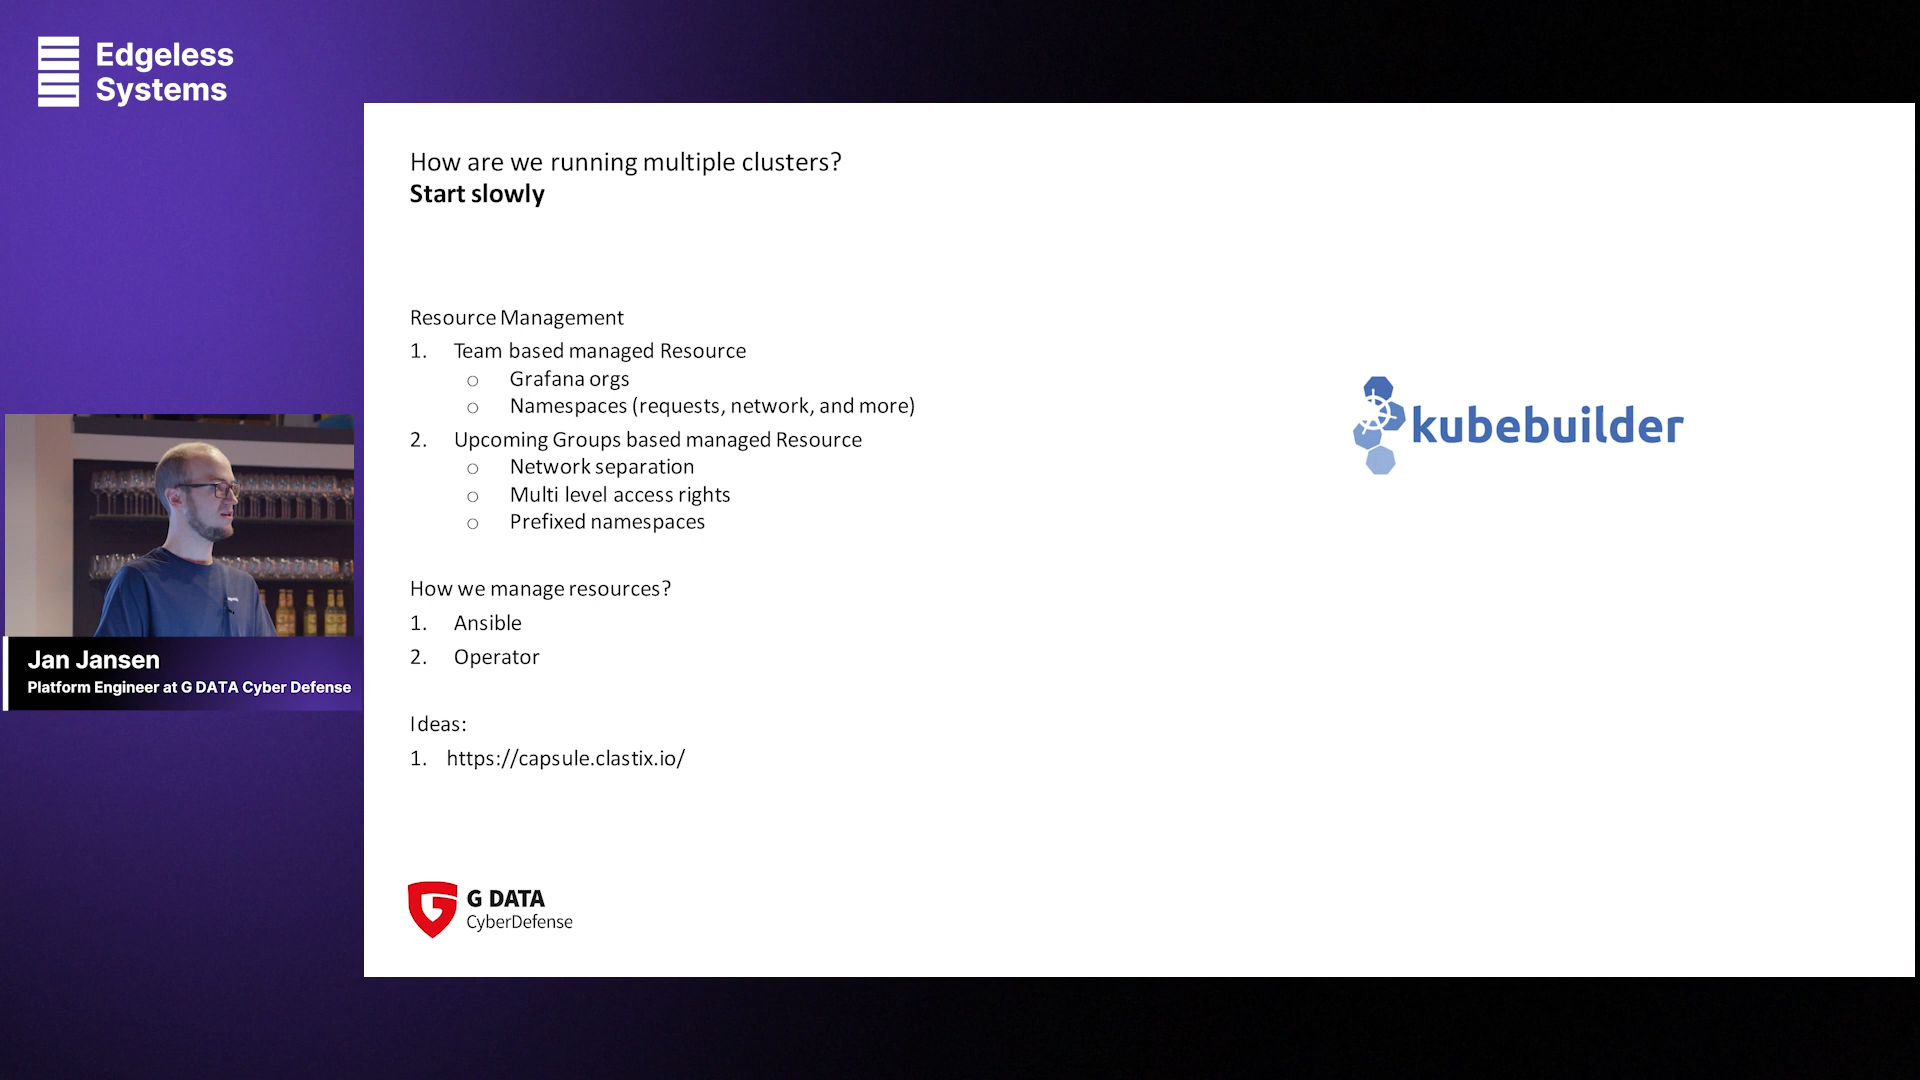 Edgeless
Systems
How are we running multiple clusters?
Start slowly
Resource Management
1. Team based managed Resource
○ Grafana orgs
○ Namespaces (requests, network, and more)
2. Upcoming Groups based managed Resource
○ Network separation
○ Multi level access rights
○ Prefixed namespaces
How we manage resources?
1. Ansible
2. Operator
Ideas:
1. https://capsule.clastix.io/
kubebuilder
G DATA
CyberDefense
Jan Jansen
Platform Engineer at G DATA Cyber Defense